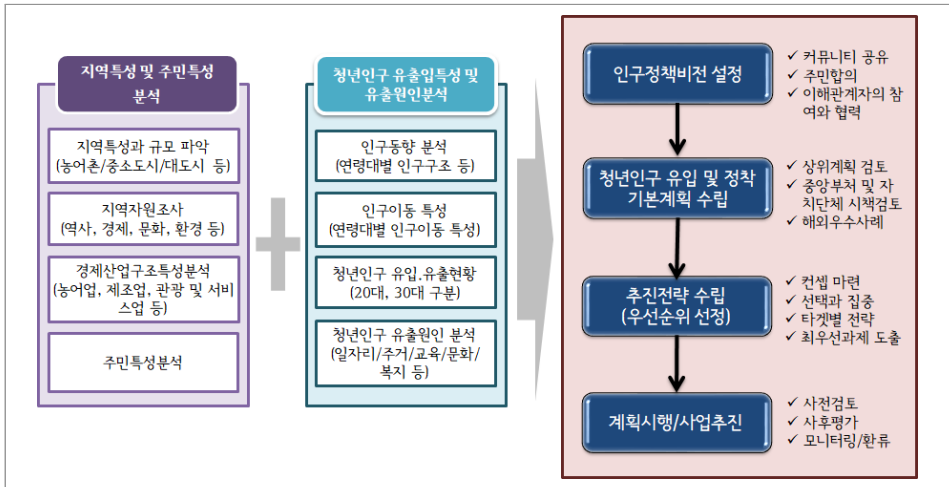 지역특성 및 주민특성
분석
지역특성과 규모 파악
(농어촌/중소도시/대도시 등)
지역자원조사
(역사, 경제, 문화, 환경 등)
경제산업구조특성분석
(농어업, 제조업, 관광 및 서비
스업 등)
주민특성분석
청년인구 유출입특성 및
유출원인분석
인구동향 분석
(연령대별 인구구조 등)
인구이동 특성
(연령대별 인구이동 특성)
청년인구 유입,유출현황
(20대, 30대 구분)
청년인구 유출원인 분석
(일자리/주거/교육/문화/
복지 등)
인구정책비전 설정
✓ 커뮤니티 공유
✓ 주민합의
✓ 이해관계자의 참
여와 협력
청년인구 유입 및 정착
기본계획 수립
✓ 상위계획 검토
✓ 중앙부처 및 자
치단체 시책검토
✓ 해외우수사례
추진전략 수립
(우선순위 선정)
✓ 컨셉 마련
✓ 선택과 집중
✓ 타겟별 전략
✓ 최우선과제 도출
계획시행/사업추진
✓ 사전검토
✓ 사후평가
✓ 모니터링/환류